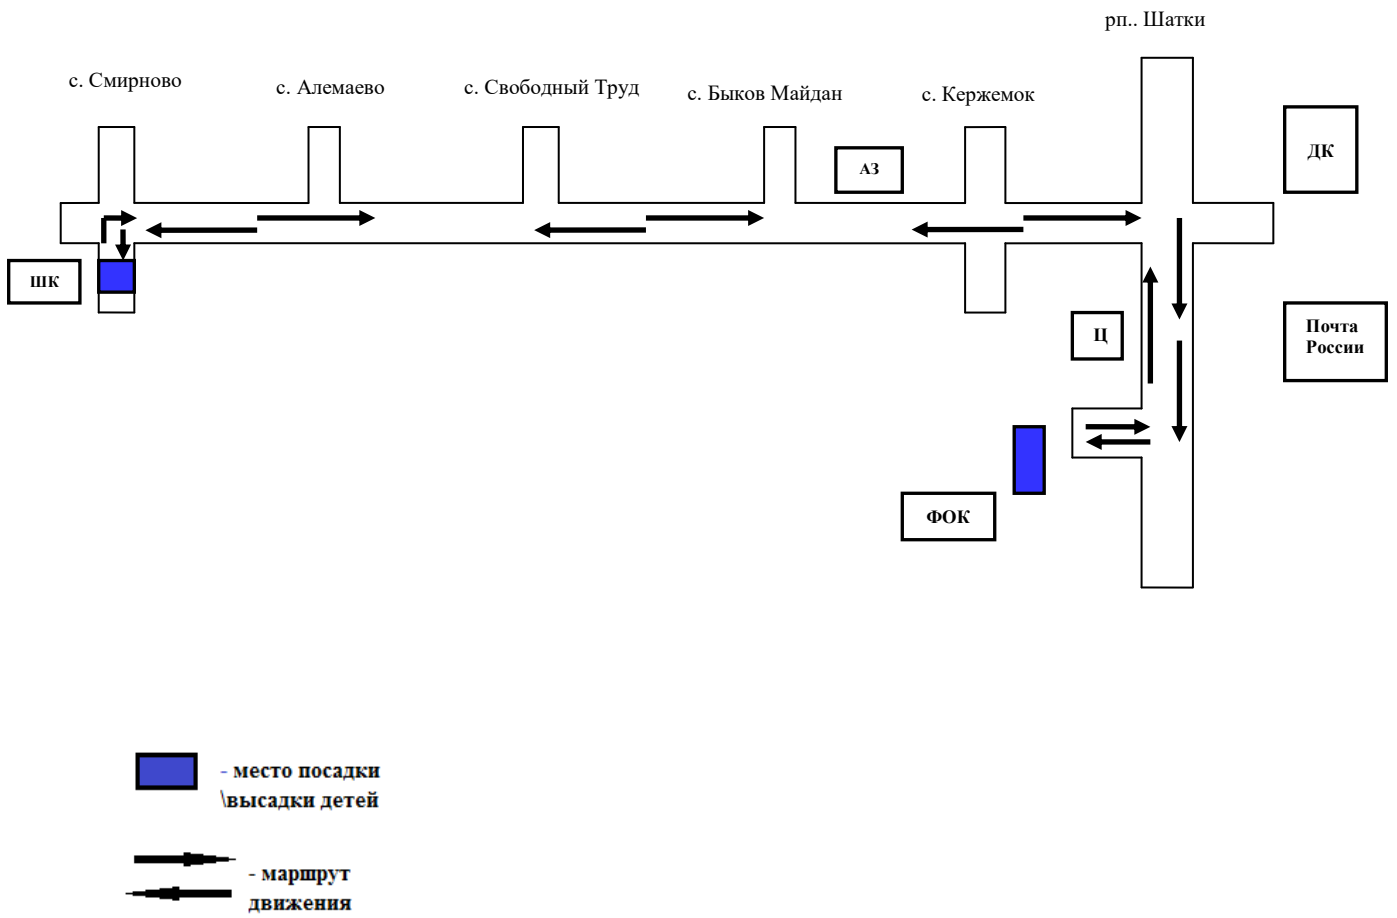 рп.. Шатки
с. Смирново
с. Алемаево
с. Свободный Труд
с. Быков Майдан
с. Кержемок
ДК
АЗ
ШК
Ц
Почта
России
ФОК
- место посадки
\высадки детей
- маршрут
движения